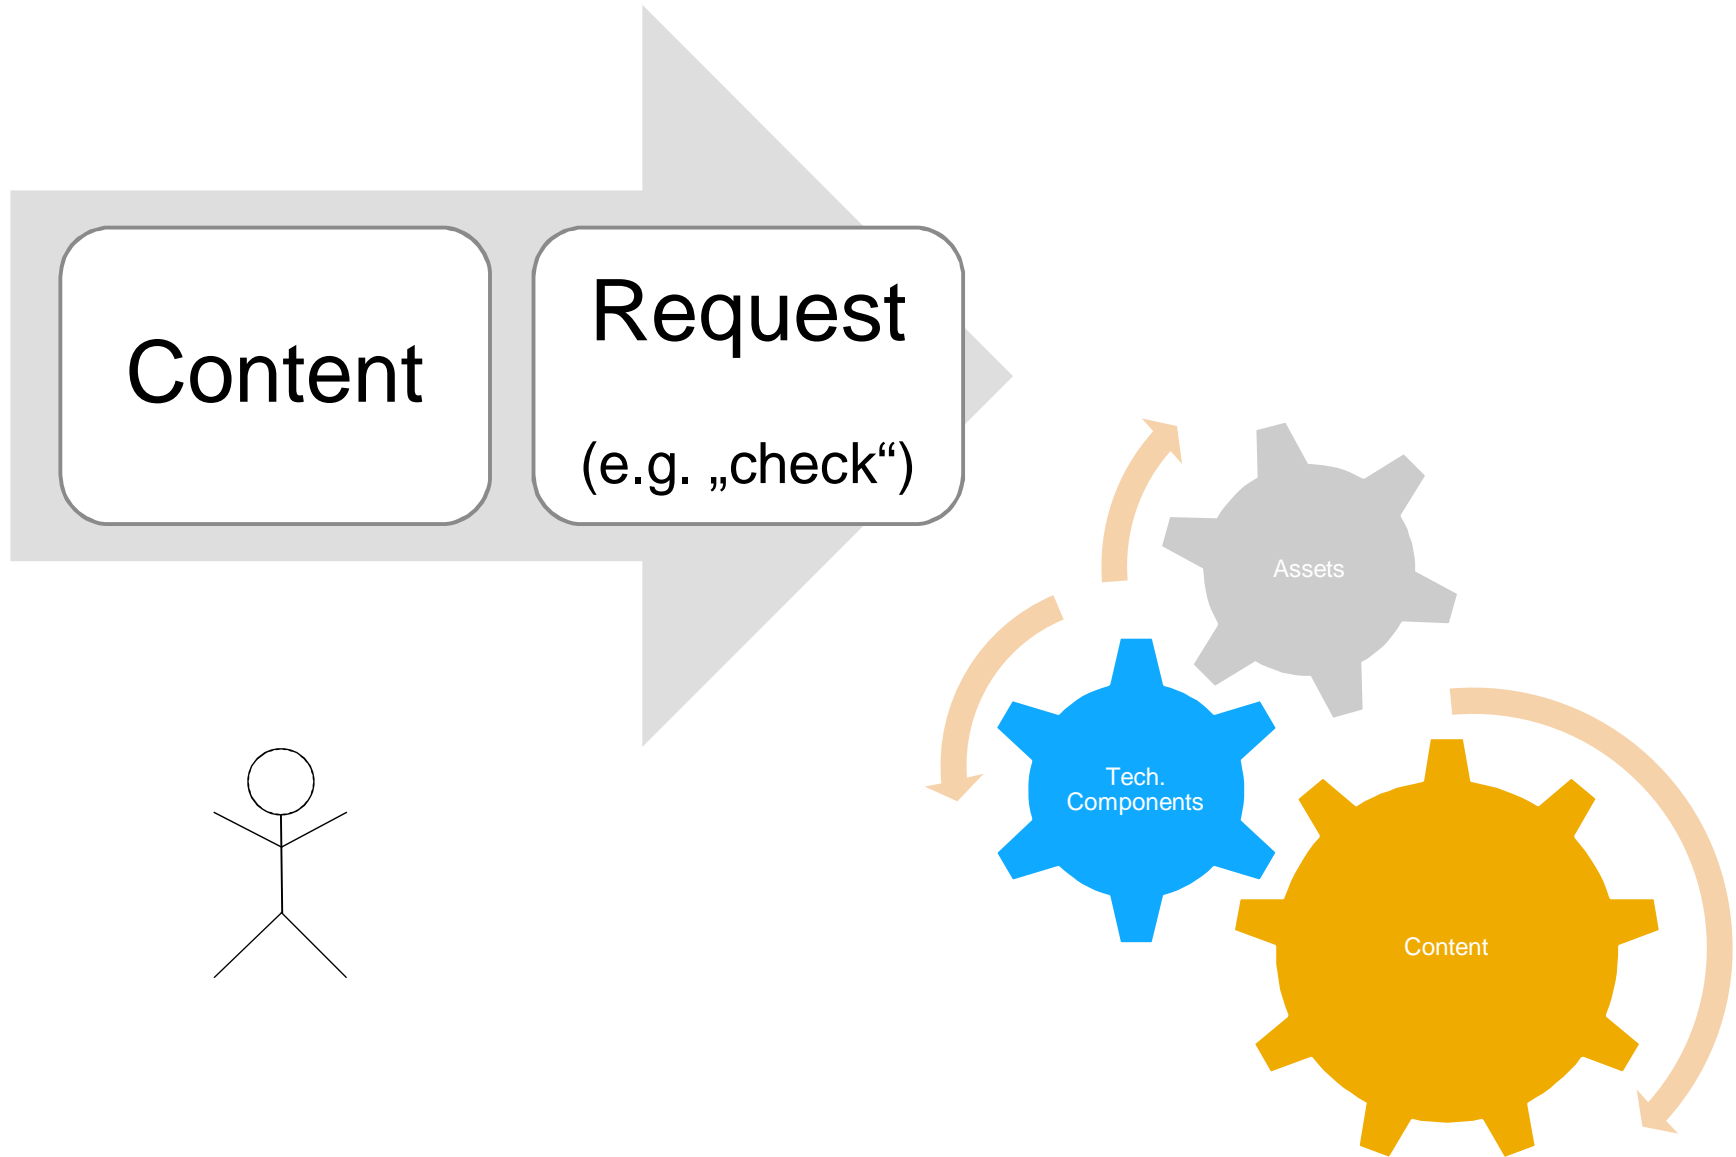 Content
Request
(e.g. „check“)
Assets
Tech.
Components
Content